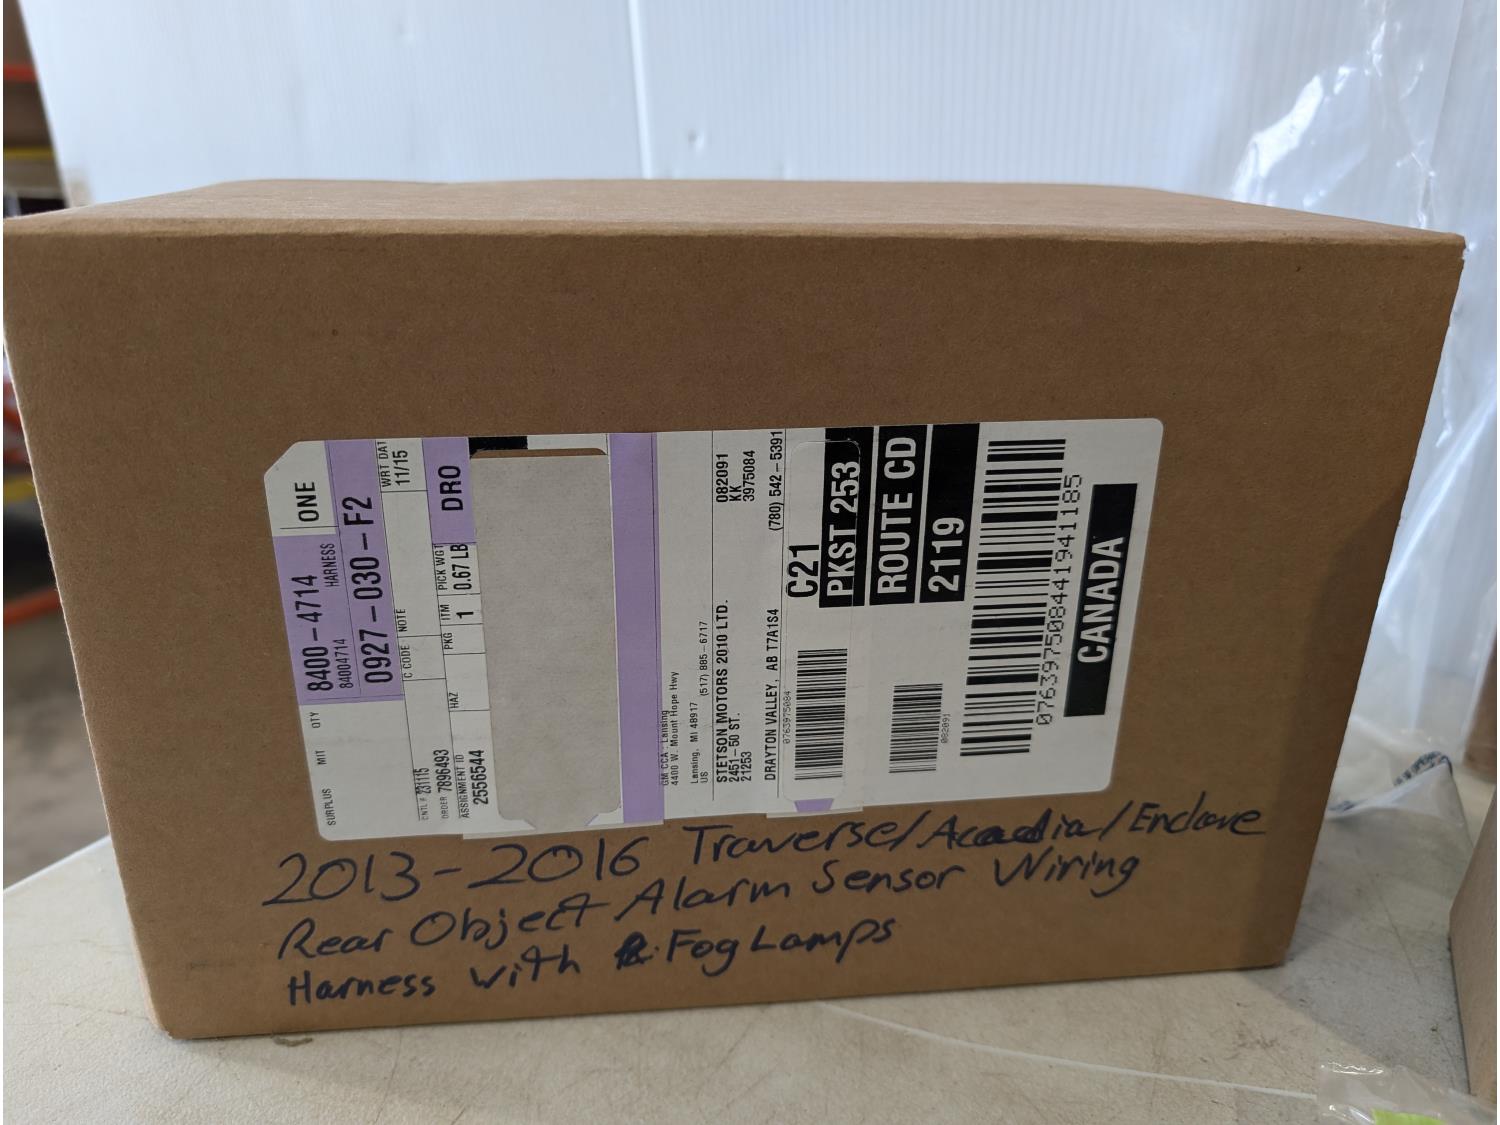 SURPLUS MIT QTY 8400-4714 ONE
84004714 HARNESS
0927-030-F2
C CODE NOTE WRT DAT
11/15
CNTL #
ORDER 7896493 HAZ PKG ITM PICK WGT DRO
1 0.67 LB
ASSIGNMENT ID
2556544
GM CCA - Lansing
4400 W. Mount Hope Hwy
Lansing, MI 48917 (517) 885-6717
US
STETSON MOTORS 2010 LTD. 082091
2451-50 ST. KK
21253 3975084
DRAYTON VALLEY, AB T7A1S4 (780) 542-5391
0763975084
C21
PKST 253
ROUTE CD
2119
082091
07639750844194 1185
CANADA
2013-2016 Traverse/Acadia/Enclave
Rear Object Alarm Sensor Wiring
Harness with Fog Lamps